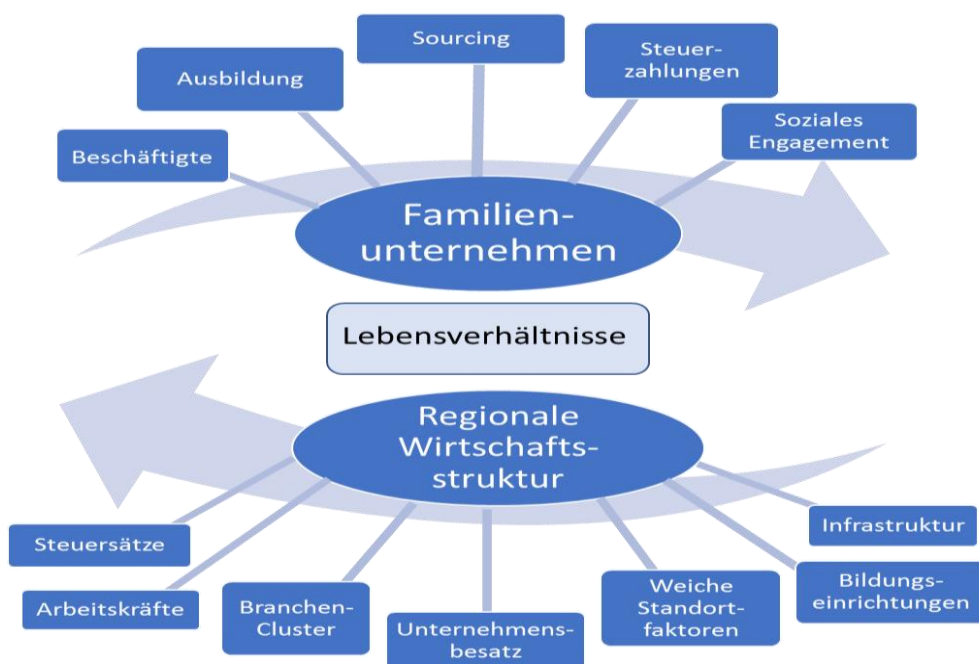 Sourcing
Steuer-
zahlungen
Ausbildung
Soziales
Engagement
Beschäftigte
Familien-
unternehmen
Lebensverhältnisse
Regionale
Wirtschafts-
struktur
Steuersätze
Infrastruktur
Arbeitskräfte
Branchen-
Cluster
Unternehmens-
besatz
Weiche
Standort-
faktoren
Bildungs-
einrichtungen